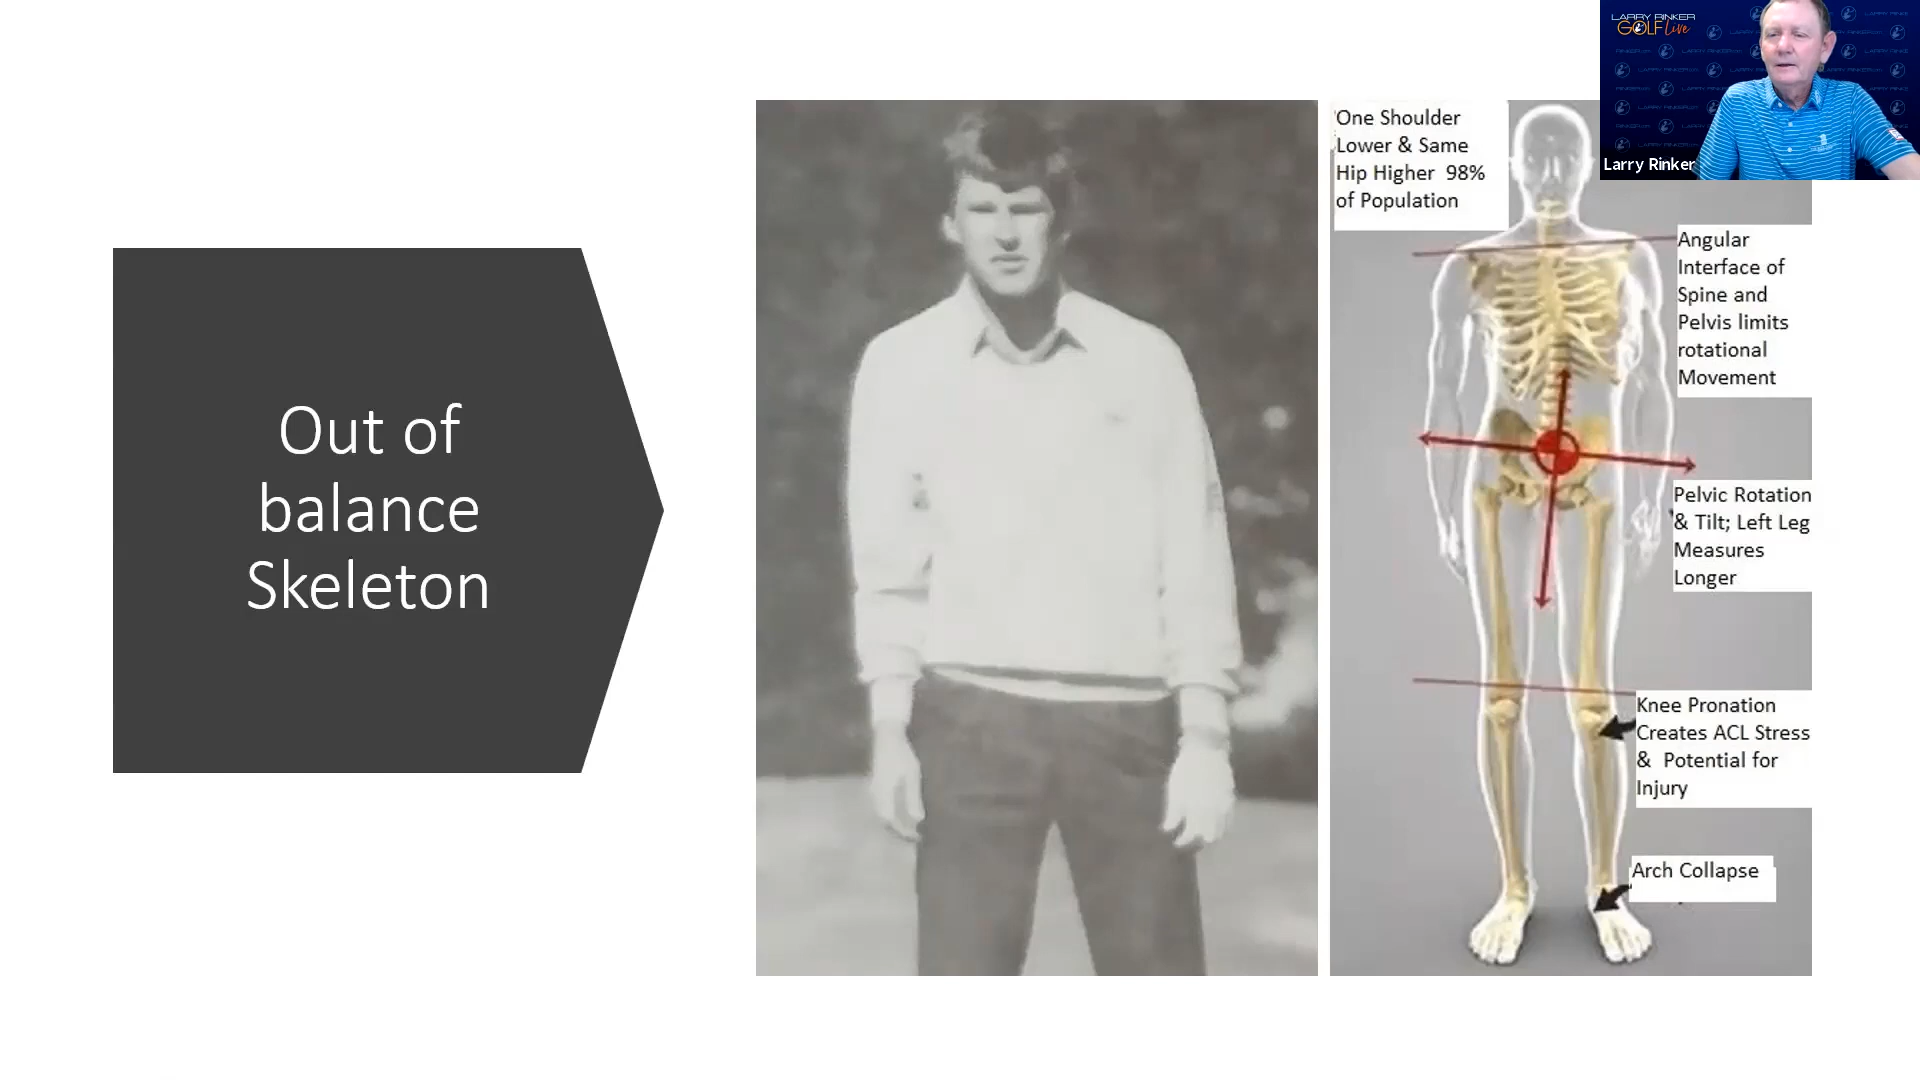 Out of
balance
Skeleton
'One Shoulder
Lower & Same
Hip Higher 98%
of Population
Angular
Interface of
Spine and
Pelvis limits
rotational
Movement
Pelvic Rotation
& Tilt; Left Leg
Measures
Longer
Knee Pronation
Creates ACL Stress
& Potential for
Injury
Arch Collapse
LARRY RINKER
GOLF Live
Larry Rinker